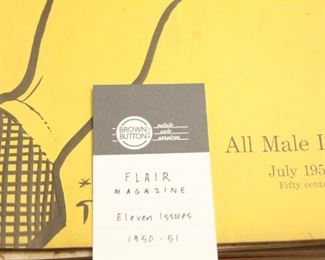 BROWN
BUTTON
estate
sale
services
All Male I
July 195
Fifty cent
FLAIR
MAGAZINE
Eleven Issues
1950-51